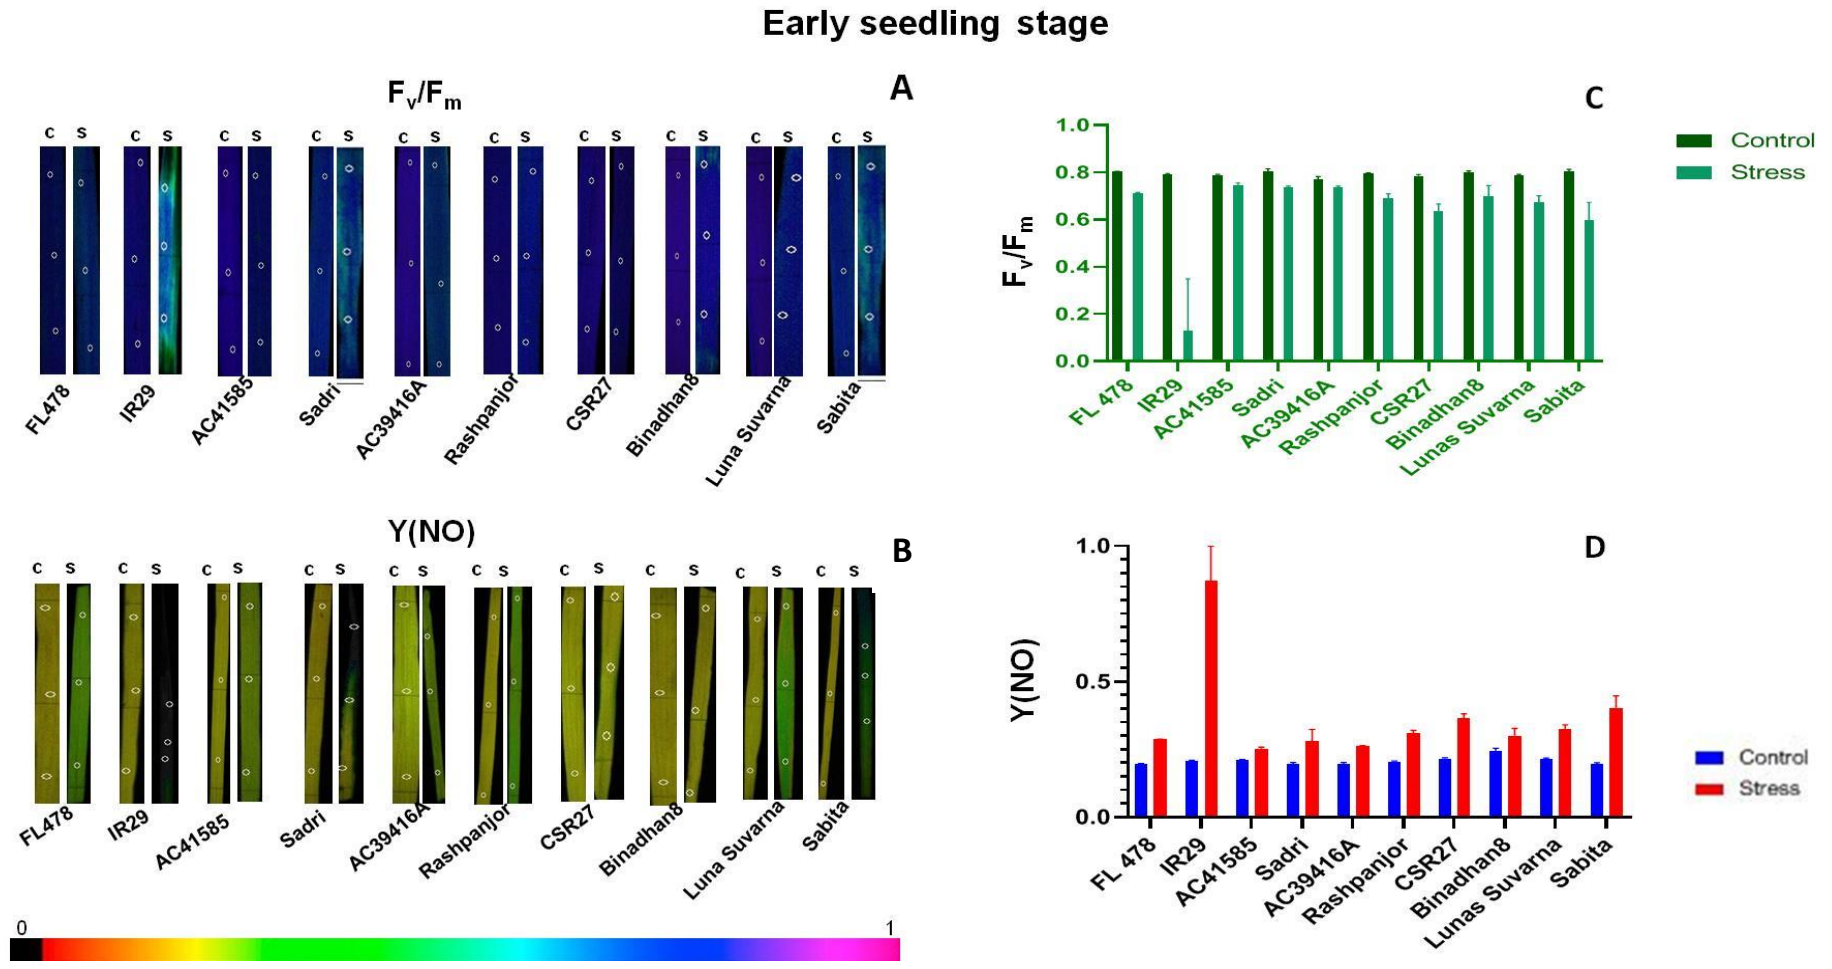 Early seedling stage
Fv/Fm
A
c s c s c s c s c s c s c s c s c s c s
FL478
IR29
AC41585
Sadri
AC39416A
Rashpanjor
CSR27
Binadhan8
Luna Suvarna
Sabita
Y(NO)
B
c s c s c s c s c s c s c s c s c s c s
FL478
IR29
AC41585
Sadri
AC39416A
Rashpanjor
CSR27
Binadhan8
Luna Suvarna
Sabita
0 1
C
Fv/Fm
1.0
0.8
0.6
0.4
0.2
0.0
FL 478
IR29
AC41585
Sadri
AC39416A
Rashpanjor
CSR27
Binadhan8
Lunas Suvarna
Sabita
Control
Stress
D
Y(NO)
1.0
0.5
0.0
FL 478
IR29
AC41585
Sadri
AC39416A
Rashpanjor
CSR27
Binadhan8
Lunas Suvarna
Sabita
Control
Stress